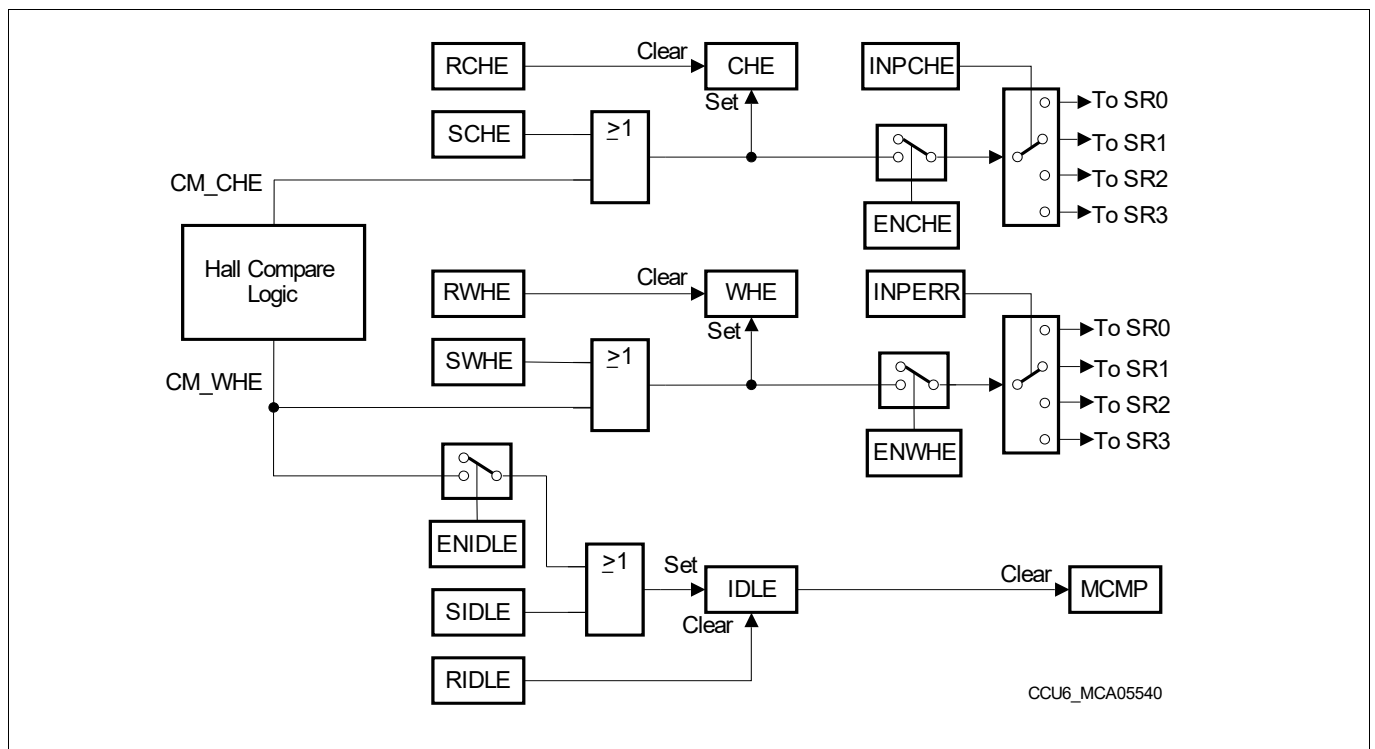 RCHE
Clear
CHE
INPCHE
Set
SCHE
≥1
To SR0
To SR1
To SR2
To SR3
CM_CHE
ENCHE
Hall Compare
Logic
RWHE
Clear
WHE
INPERR
Set
SWHE
≥1
To SR0
To SR1
To SR2
To SR3
CM_WHE
ENWHE
ENIDLE
≥1
Set
IDLE
Clear
MCMP
SIDLE
Clear
RIDLE
CCU6_MCA05540